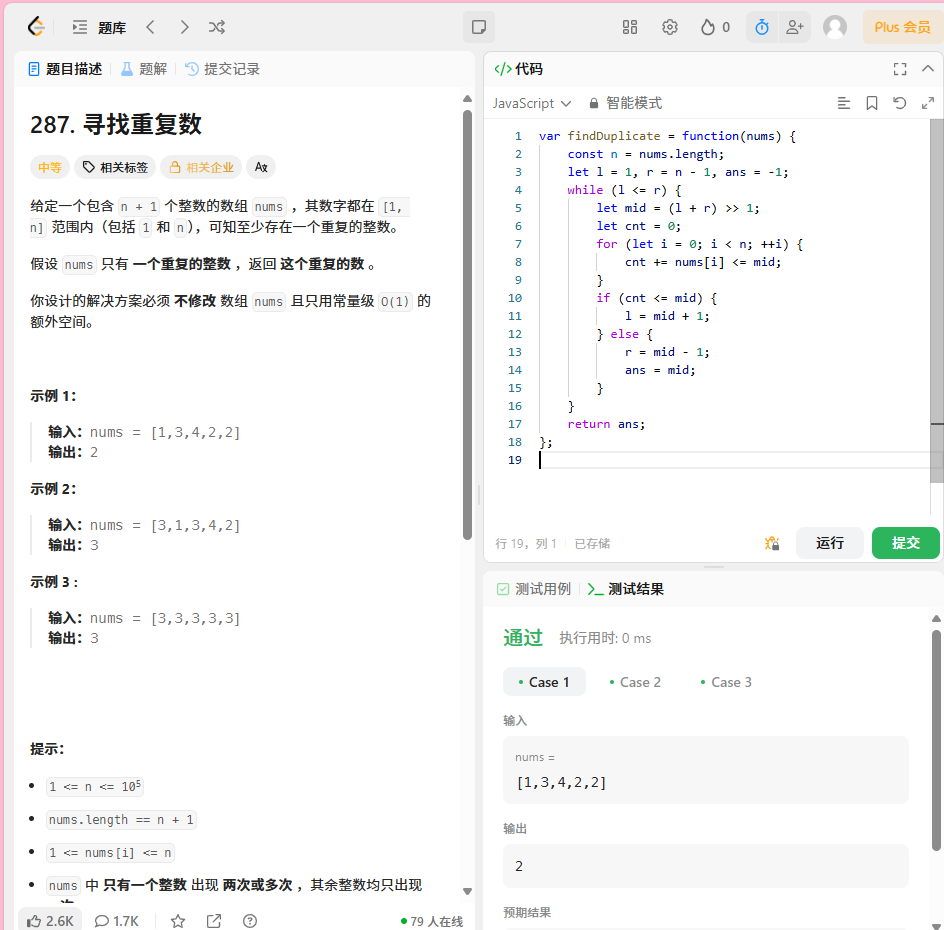 题库
0
Plus 会员
题目描述
题解
提交记录
287. 寻找重复数
中等
相关标签
相关企业
给定一个包含 n + 1 个整数的数组 nums ，其数字都在 [1,
n] 范围内（包括 1 和 n），可知至少存在一个重复的整数。
假设 nums 只有 一个重复的整数 ，返回 这个重复的数 。
你设计的解决方案必须 不修改 数组 nums 且只用常量级 O(1) 的
额外空间。
示例 1：
输入：nums = [1,3,4,2,2]
输出：2
示例 2：
输入：nums = [3,1,3,4,2]
输出：3
示例 3 :
输入：nums = [3,3,3,3,3]
输出：3
提示：
1 <= n <= 10⁵
nums.length == n + 1
1 <= nums[i] <= n
nums 中 只有一个整数 出现 两次或多次 ，其余整数均只出现
2.6K
1.7K
79 人在线
代码
JavaScript
智能模式
1 var findDuplicate = function(nums) {
2 const n = nums.length;
3 let l = 1, r = n - 1, ans = -1;
4 while (l <= r) {
5 let mid = (l + r) >> 1;
6 let cnt = 0;
7 for (let i = 0; i < n; ++i) {
8 cnt += nums[i] <= mid;
9 }
10 if (cnt <= mid) {
11 l = mid + 1;
12 } else {
13 r = mid - 1;
14 ans = mid;
15 }
16 }
17 return ans;
18 };
19
行 19，列 1
已存储
运行
提交
测试用例
测试结果
通过
执行用时: 0 ms
Case 1
Case 2
Case 3
输入
nums =
[1,3,4,2,2]
输出
2
预期结果